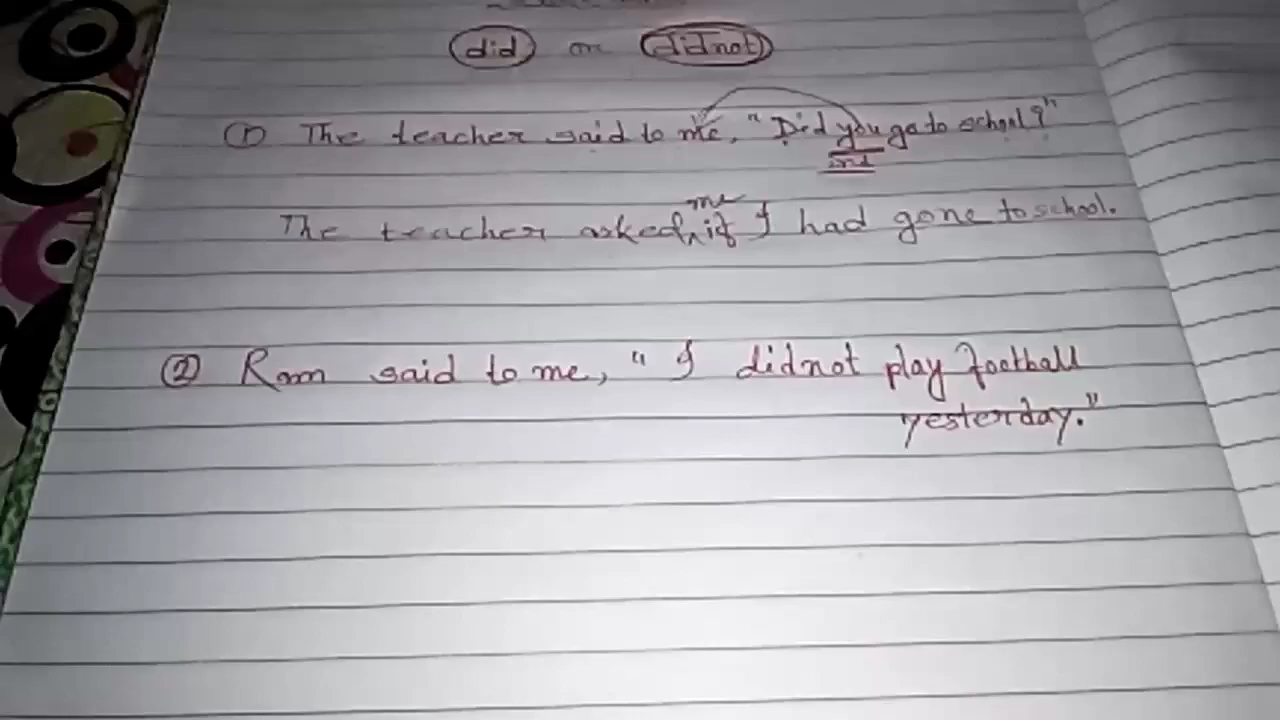 did or didnot
① The teacher said to me, "Did you go to school?"
2nd
me
The teacher asked, if I had gone to school.
② Ram said to me, "I didnot play football
yesterday."